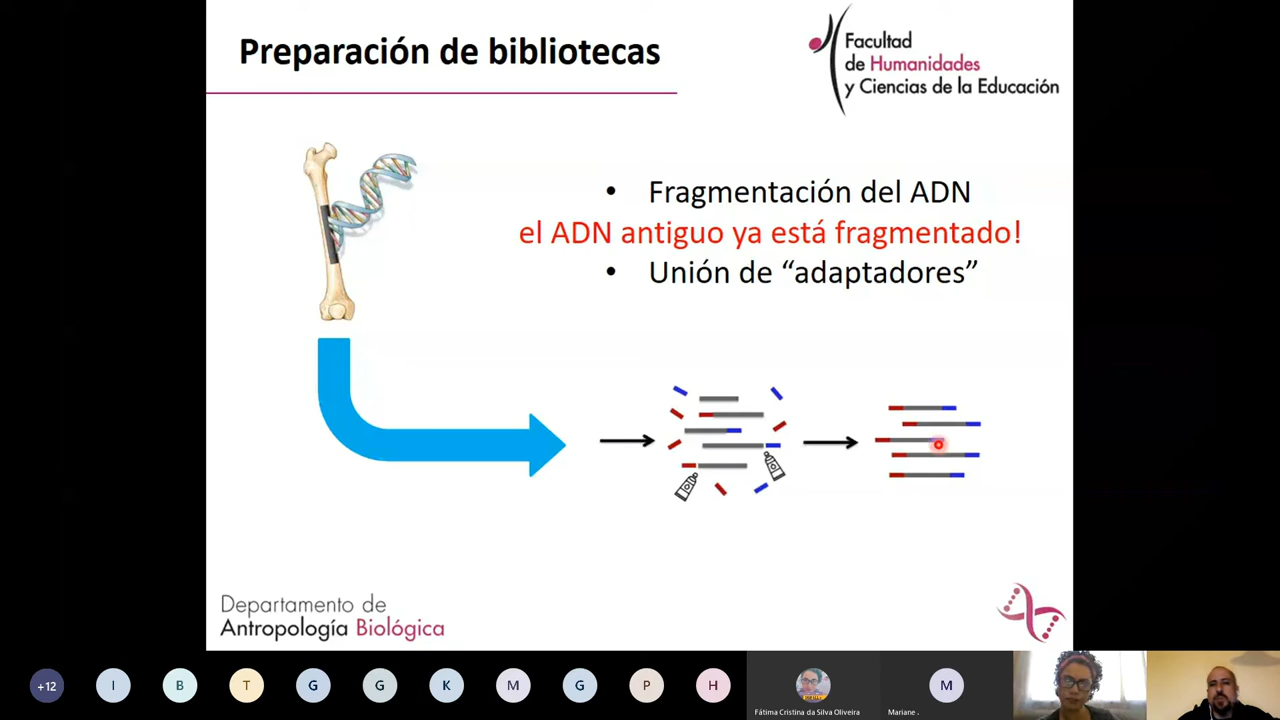 Preparación de bibliotecas
Facultad
de Humanidades
y Ciencias de la Educación
• Fragmentación del ADN
el ADN antiguo ya está fragmentado!
• Unión de “adaptadores”
Departamento de
Antropología Biológica
+12 I B T G G K M G P H M
Fátima Cristina da Silva Oliveira
Mariane .